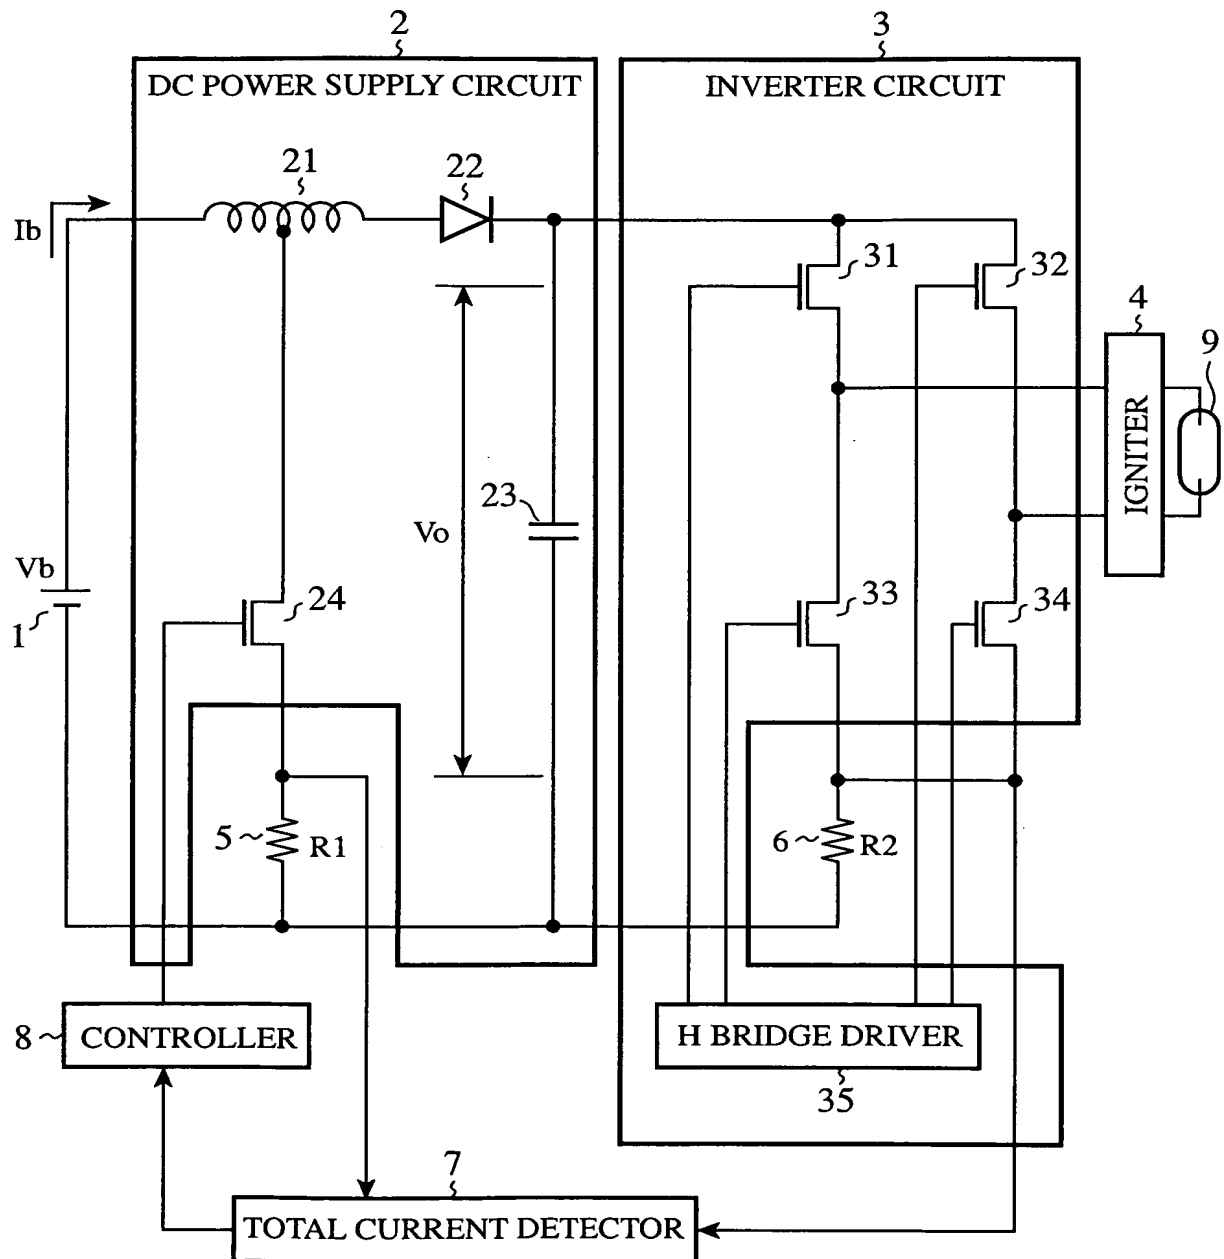 2
3
DC POWER SUPPLY CIRCUIT
INVERTER CIRCUIT
21
22
Ib
31
32
4
9
IGNITER
23
Vo
Vb
1
24
33
34
5
R1
6
R2
8
CONTROLLER
H BRIDGE DRIVER
35
7
TOTAL CURRENT DETECTOR